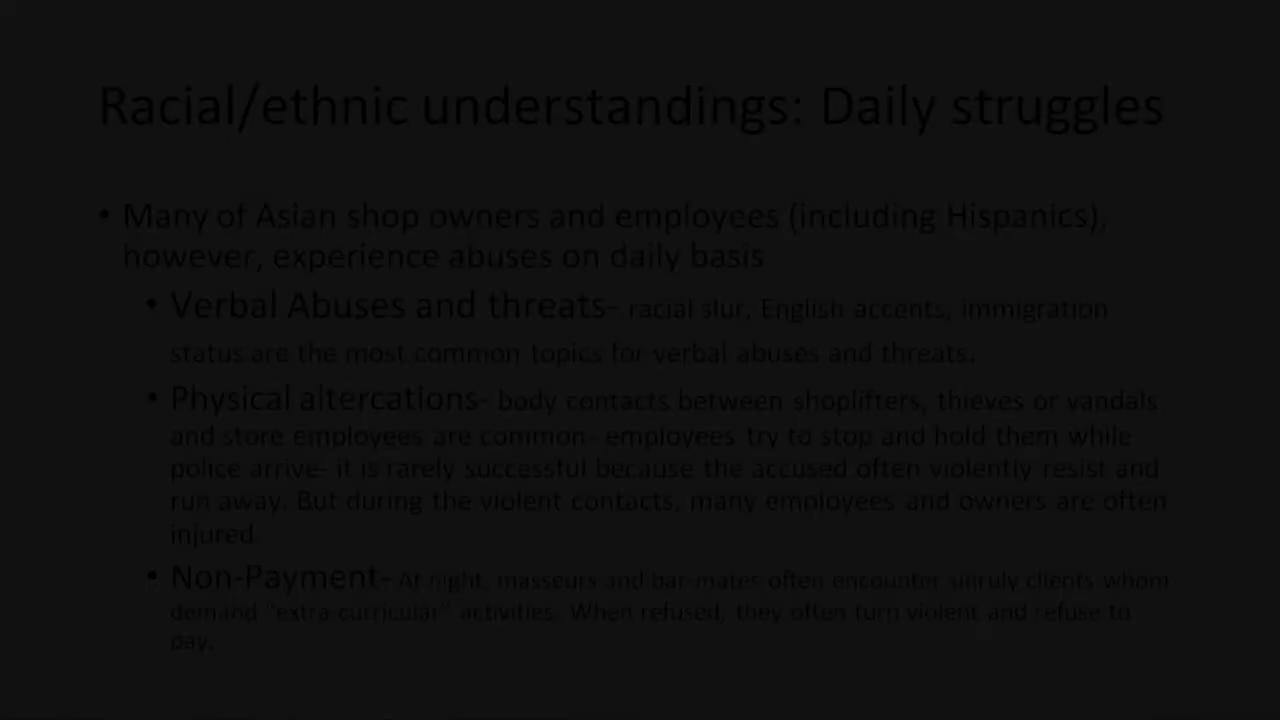 Racial/ethnic understandings: Daily struggles
• Many of Asian shop owners and employees (including Hispanics),
however, experience abuses on daily basis
• Verbal Abuses and threats- racial slur, English accents, immigration
status are the most common topics for verbal abuses and threats.
• Physical altercations- body contacts between shoplifters, thieves or vandals
and store employees are common- employees try to stop and hold them while
police arrive- it is rarely successful because the accused often violently resist and
run away. But during the violent contacts, many employees and owners are often
injured.
• Non-Payment- At night, masseurs and bar-mates often encounter unruly clients whom
demand "extra-curricular" activities. When refused, they often turn violent and refuse to
pay.